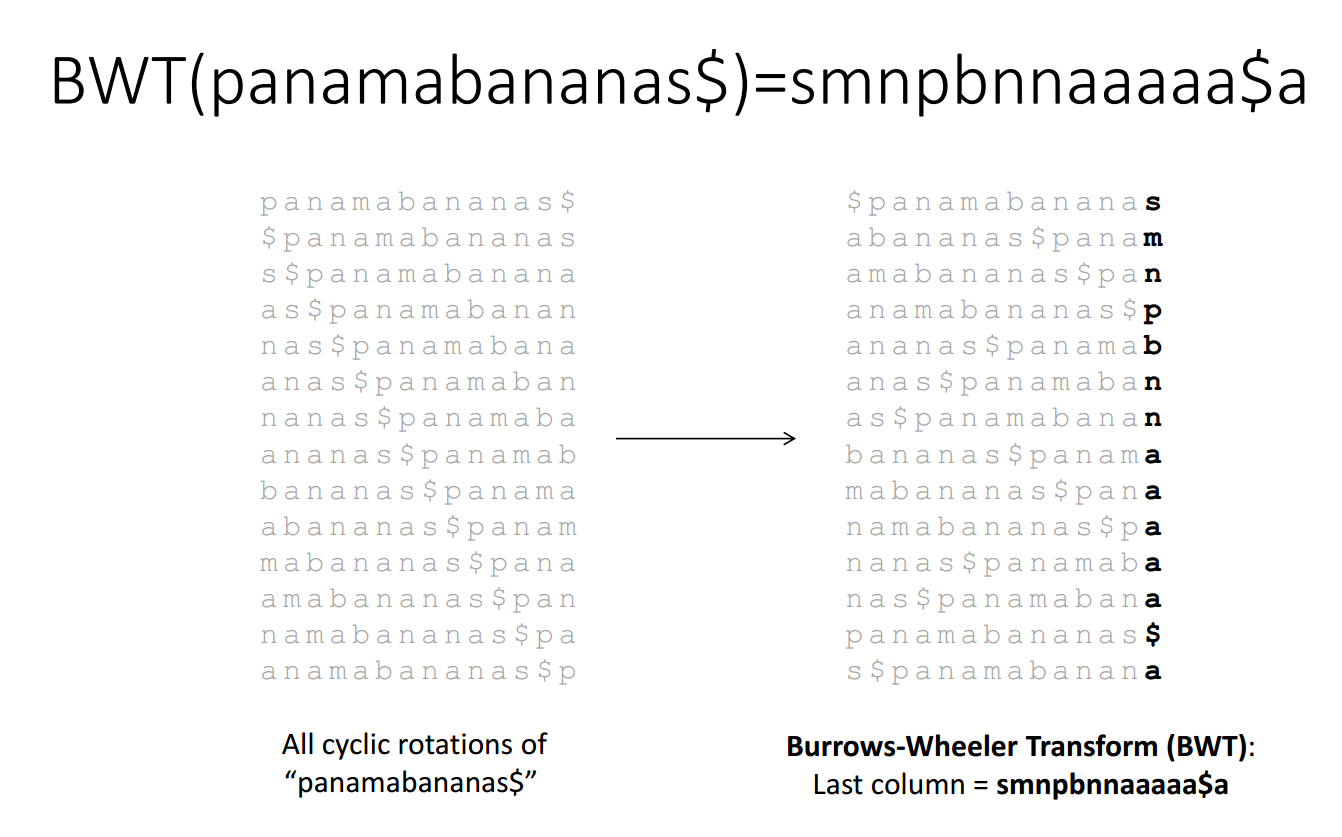 BWT(panamabananas$)=smnpbnnaaaaa$a
panamabananas$
$panamabananas
s$panamabanana
as$panamabanan
nas$panamabana
anas$panamaban
nanas$panamaba
ananas$panamab
bananas$panama
abananas$panam
mabananas$pana
amabananas$pan
namabananas$pa
anamabananas$p
All cyclic rotations of
“panamabananas$”
$panamabananas
abananas$panam
amabananas$pan
anamabananas$p
ananas$panamab
anas$panamaban
as$panamabanan
bananas$panama
mabananas$pana
namabananas$pa
nanas$panamaba
nas$panamabana
panamabananas$
s$panamabanana
Burrows-Wheeler Transform (BWT):
Last column = smnpbnnaaaaa$a